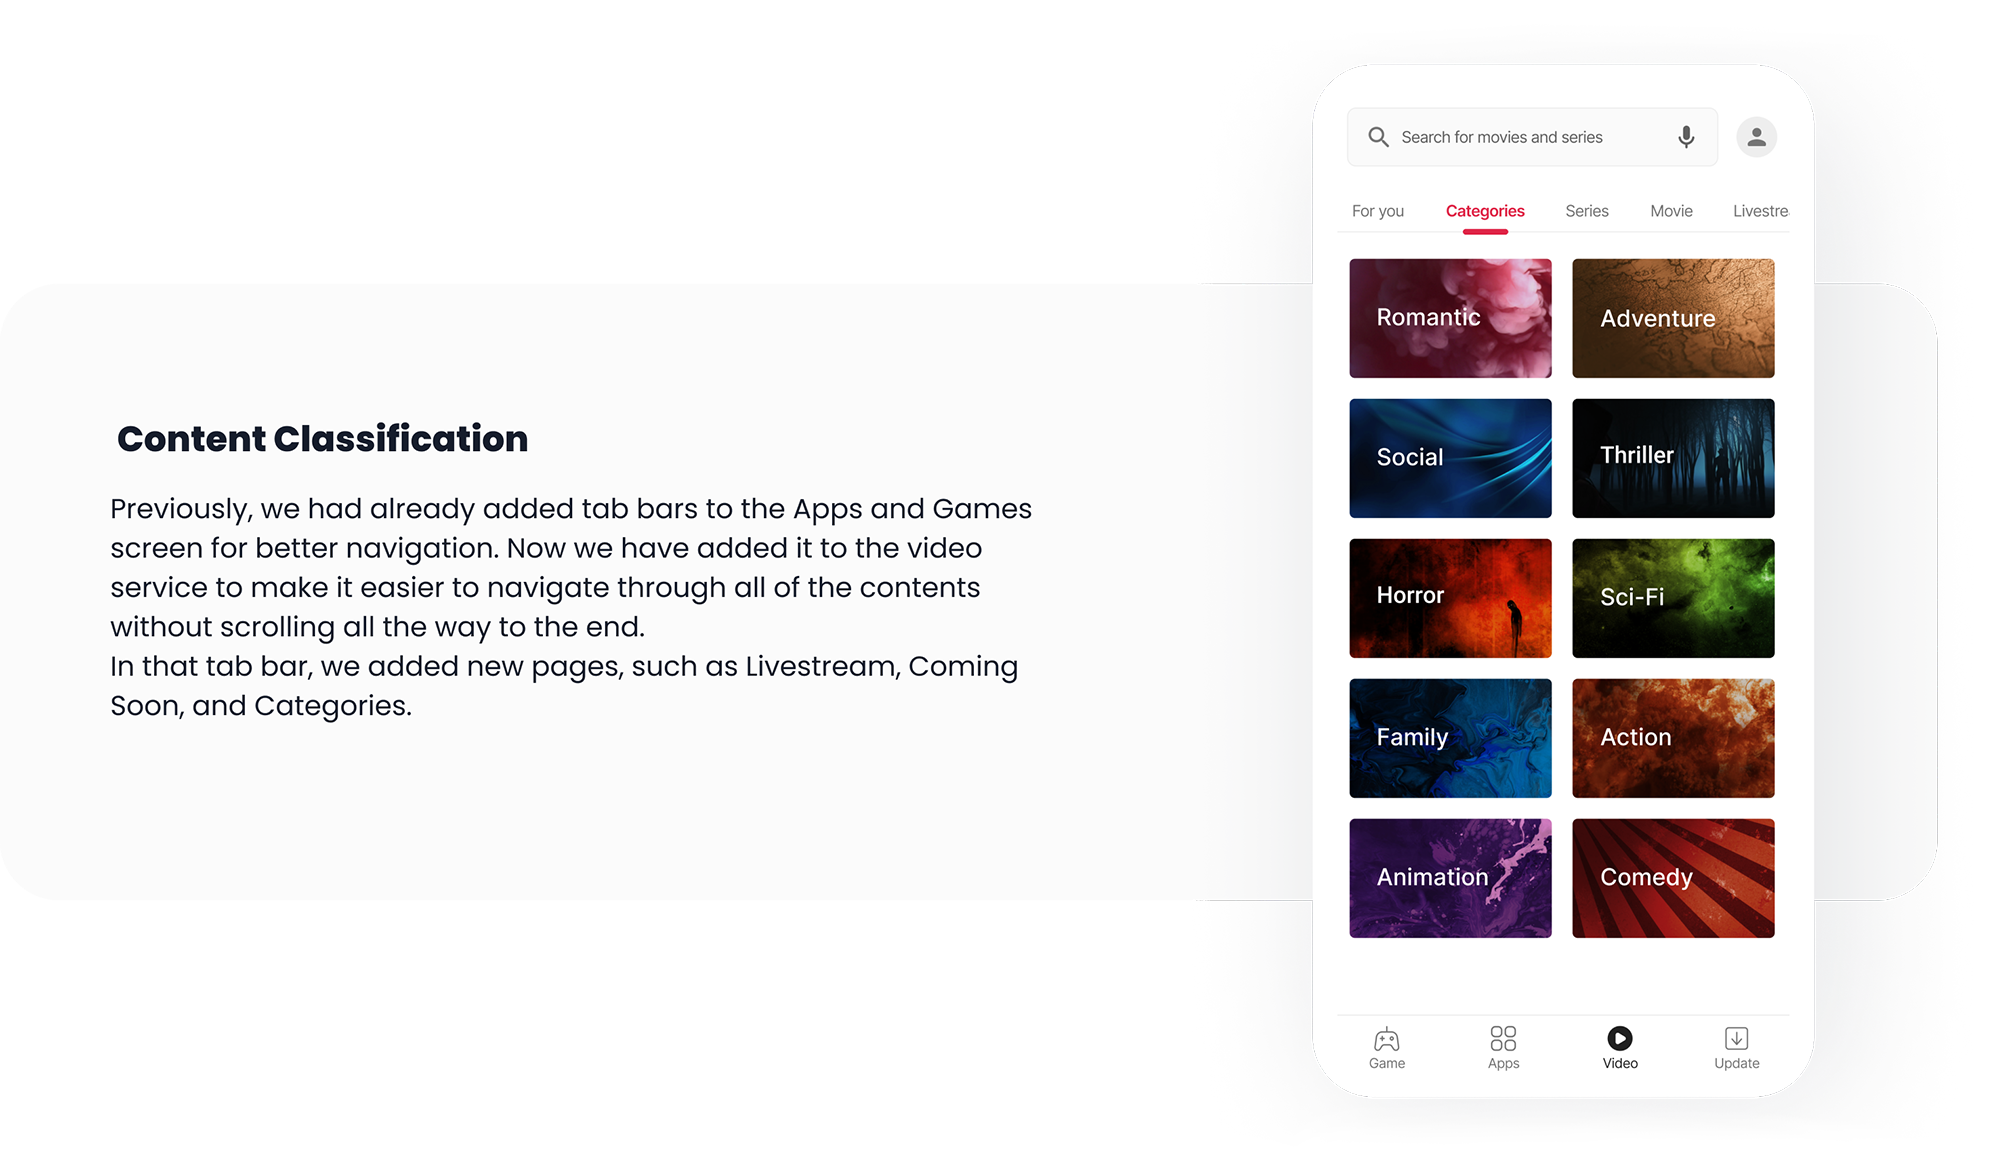 Content Classification
Previously, we had already added tab bars to the Apps and Games
screen for better navigation. Now we have added it to the video
service to make it easier to navigate through all of the contents
without scrolling all the way to the end.
In that tab bar, we added new pages, such as Livestream, Coming
Soon, and Categories.
Search for movies and series
For you Categories Series Movie Livestre
Romantic Adventure
Social Thriller
Horror Sci-Fi
Family Action
Animation Comedy
Game Apps Video Update